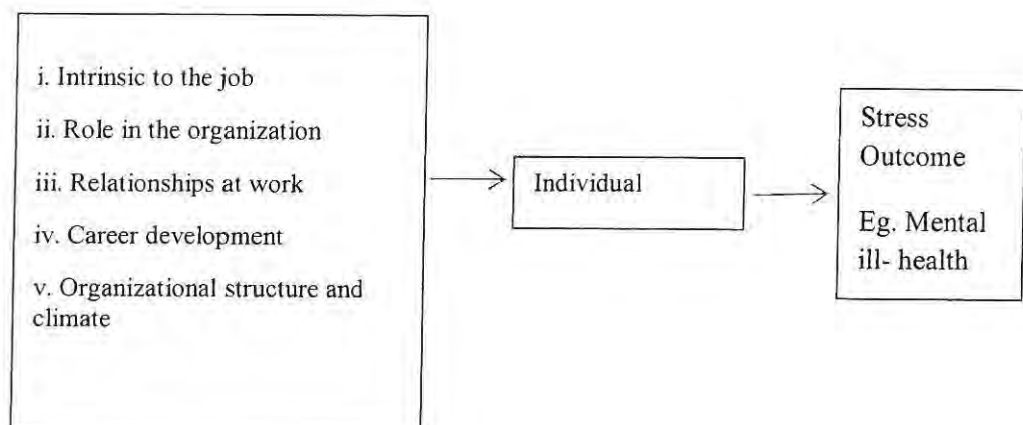 i. Intrinsic to the job
ii. Role in the organization
iii. Relationships at work
iv. Career development
v. Organizational structure and
climate
Individual
Stress
Outcome
Eg. Mental
ill- health